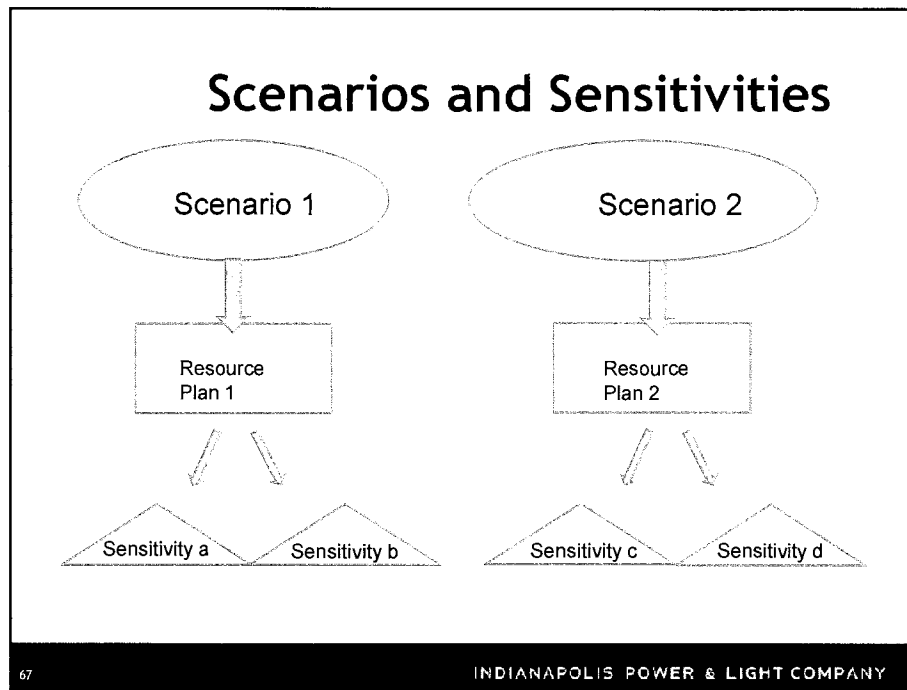 Scenarios and Sensitivities
Scenario 1
Scenario 2
Resource
Plan 1
Resource
Plan 2
Sensitivity a
Sensitivity b
Sensitivity c
Sensitivity d
67
INDIANAPOLIS POWER & LIGHT COMPANY